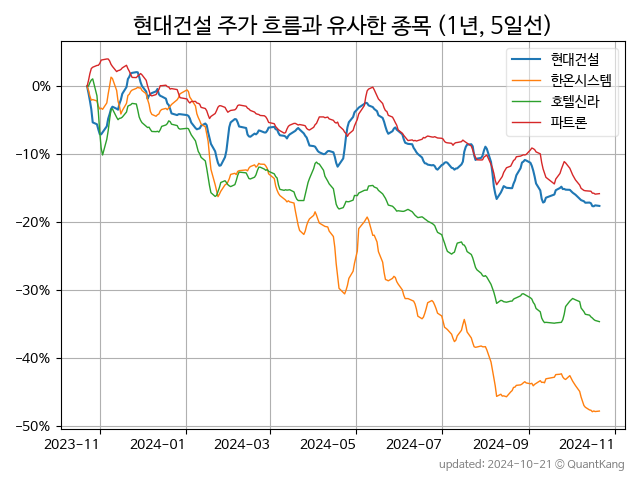 현대건설 주가 흐름과 유사한 종목 (1년, 5일선)
현대건설
한온시스템
호텔신라
파트론
0%
−10%
−20%
−30%
−40%
−50%
2023-11 2024-01 2024-03 2024-05 2024-07 2024-09 2024-11
updated: 2024-10-21 © QuantKang